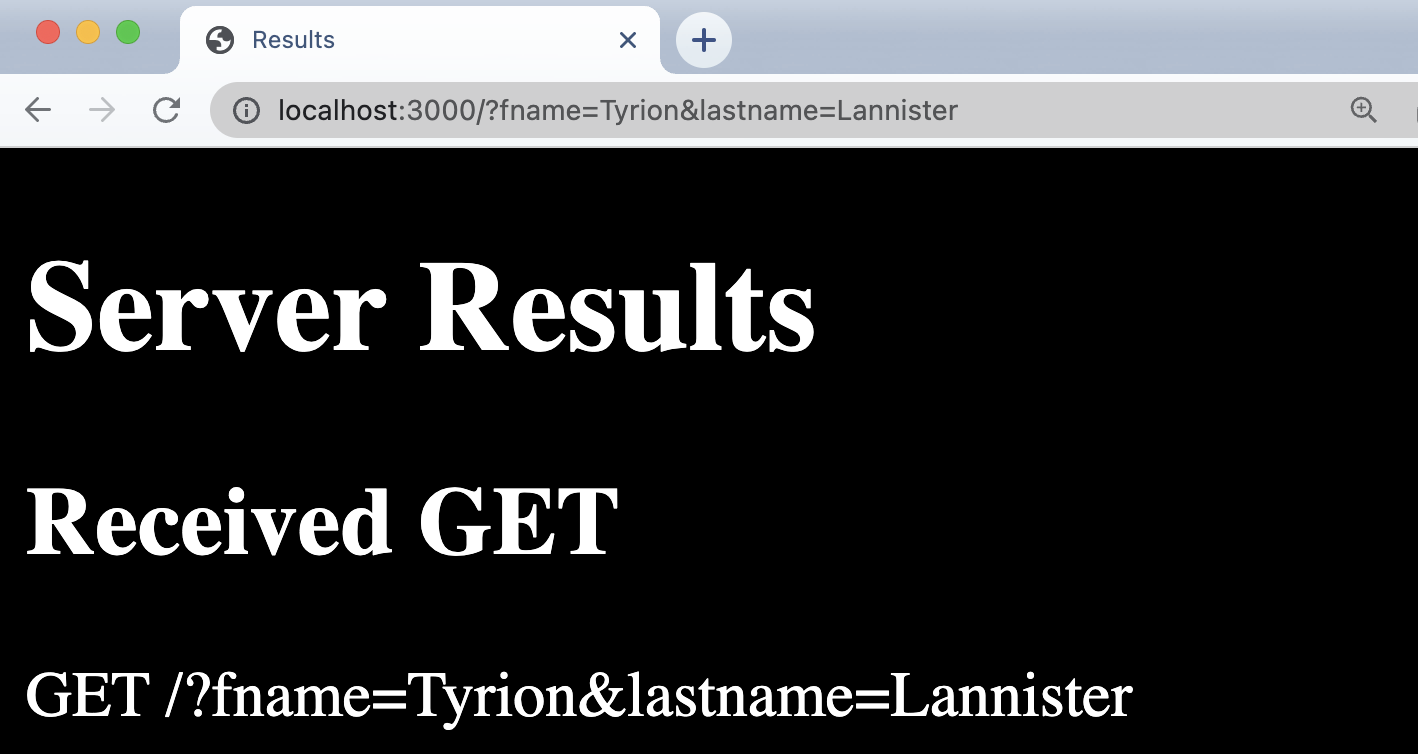 Results
localhost:3000/?fname=Tyrion&lastname=Lannister
Server Results
Received GET
GET /?fname=Tyrion&lastname=Lannister